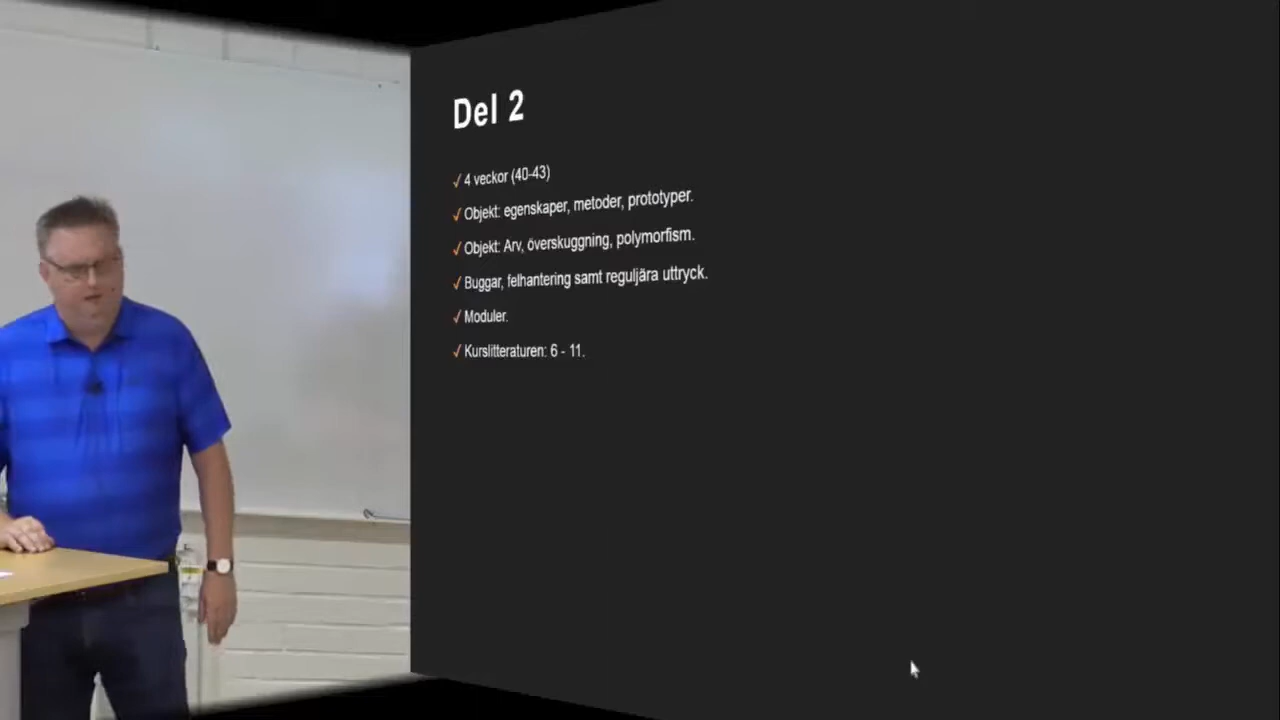 Del 2
✓ 4 veckor (40-43)
✓ Objekt: egenskaper, metoder, prototyper.
✓ Objekt: Arv, överskuggning, polymorfism.
✓ Buggar, felhantering samt reguljära uttryck.
✓ Moduler.
✓ Kurslitteraturen: 6 - 11.